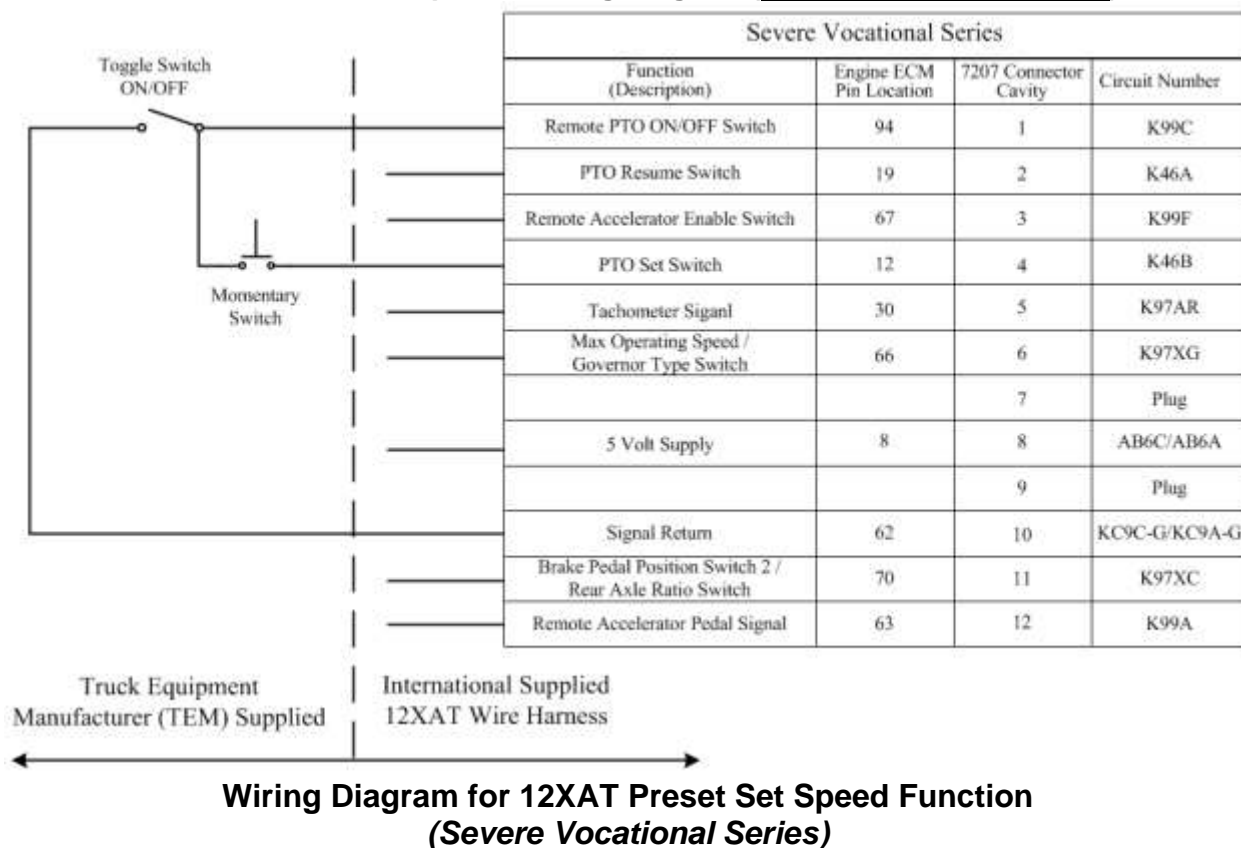 Severe Vocational Series
Toggle Switch
ON/OFF
Function
(Description)
Engine ECM
Pin Location
7207 Connector
Cavity
Circuit Number
Remote PTO ON/OFF Switch 94 1 K99C
PTO Resume Switch 19 2 K46A
Remote Accelerator Enable Switch 67 3 K99F
PTO Set Switch 12 4 K46B
Momentary
Switch
Tachometer Siganl 30 5 K97AR
Max Operating Speed /
Governor Type Switch 66 6 K97XG
7 Plug
5 Volt Supply 8 8 AB6C/AB6A
9 Plug
Signal Return 62 10 KC9C-G/KC9A-G
Brake Pedal Position Switch 2 /
Rear Axle Ratio Switch 70 11 K97XC
Remote Accelerator Pedal Signal 63 12 K99A
Truck Equipment
Manufacturer (TEM) Supplied
International Supplied
12XAT Wire Harness
Wiring Diagram for 12XAT Preset Set Speed Function
(Severe Vocational Series)